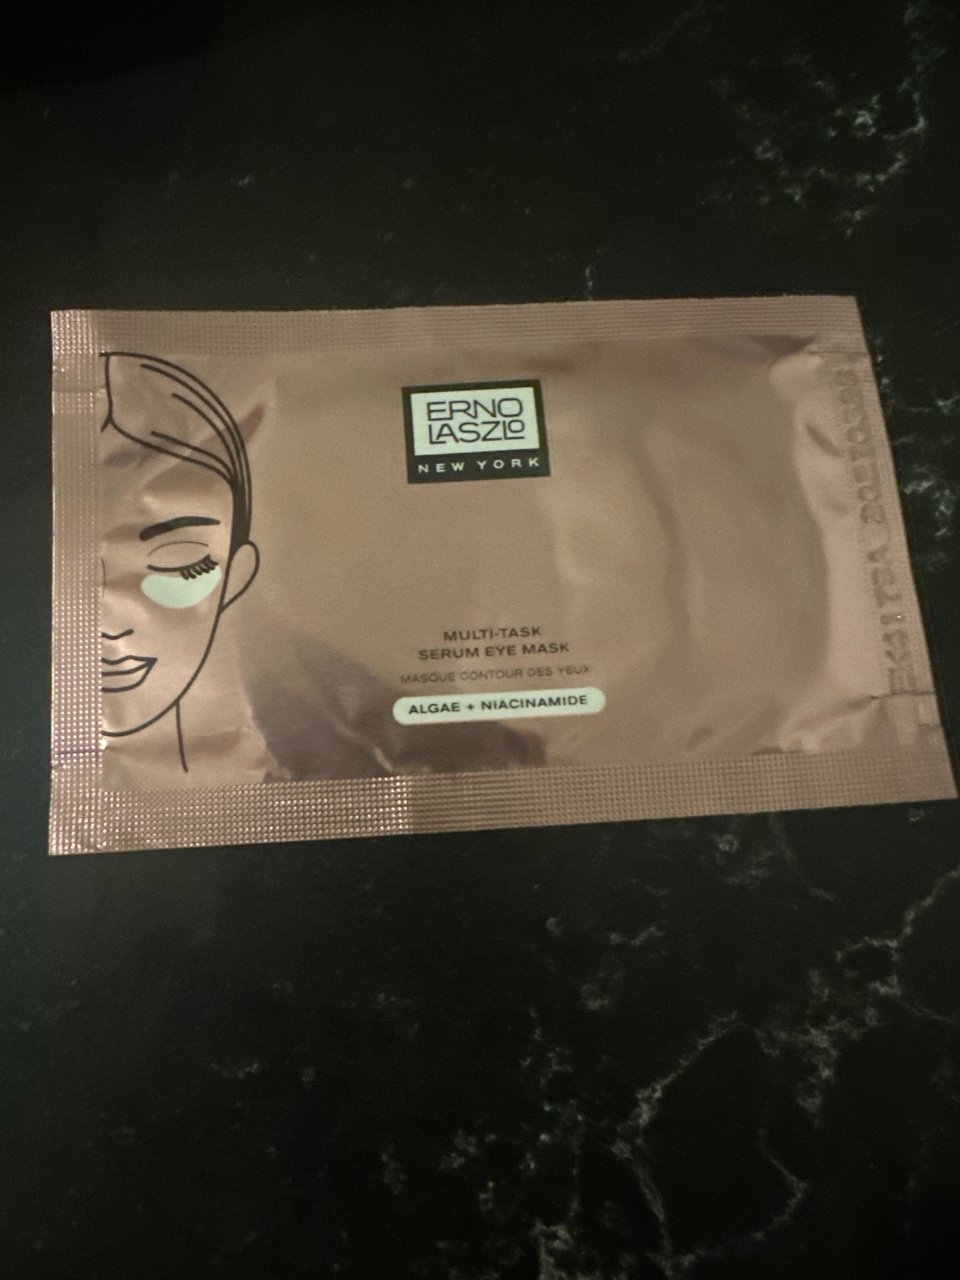 ERNO
LASZLO
NEW YORK
MULTI-TASK
SERUM EYE MASK
MASQUE CONTOUR DES YEUX
ALGAE + NIACINAMIDE